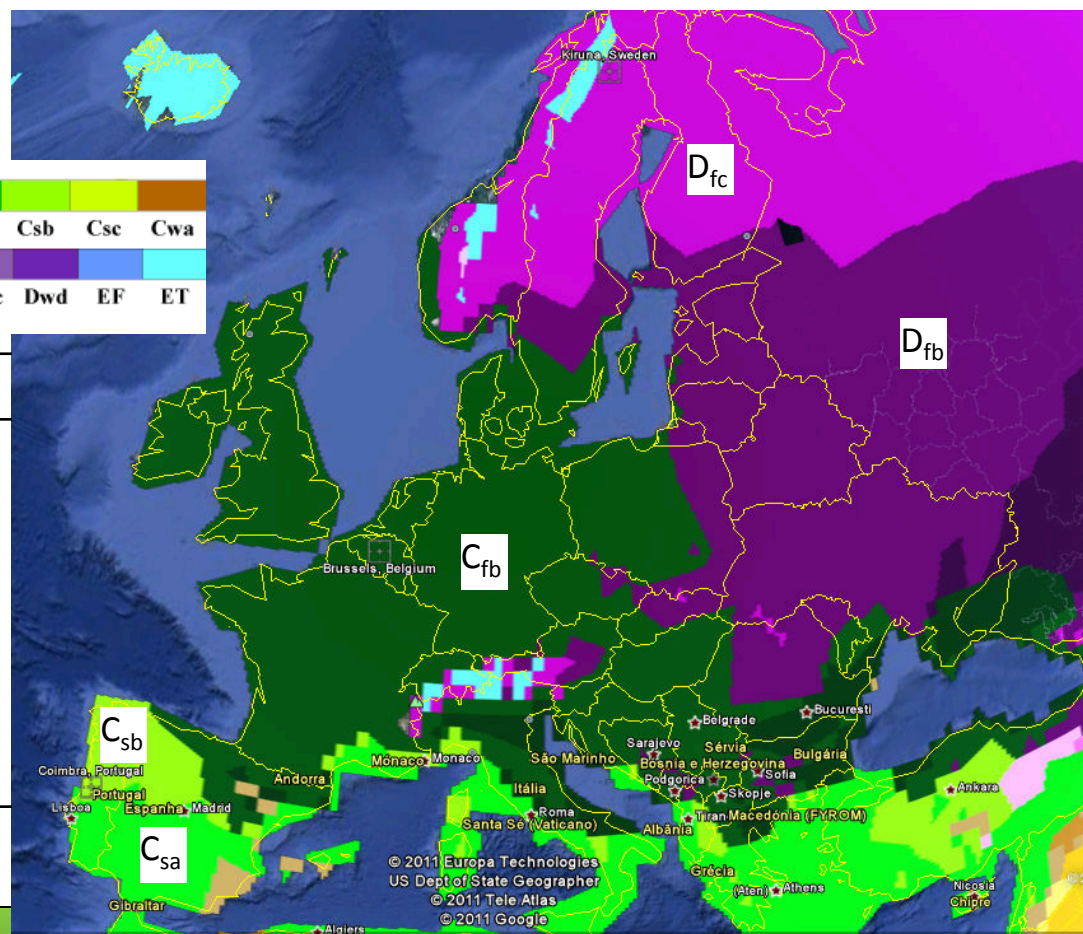 Kiruna, Sweden
Csb Csc Cwa
Dwd EF ET
Dfc
Dfb
Cfb
Brussels, Belgium
Csb
Coimbra, Portugal
Portugal
Lisboa
Espanha
Madrid
Andorra
Mónaco
Monaco
Belgrade
Bucuresti
São Marinho
Sarajevo
Sérvia
Bósnia e Herzegovina
Bulgária
Podgorica
Sofia
Itália
Roma
Skopje
Ankara
Santa Sé (Vaticano)
Albânia
Macedónia (FYROM)
Csa
Grécia
(Aten)
Athens
Nicosia
Chipre
Gibraltar
Algiers
© 2011 Europa Technologies
US Dept of State Geographer
© 2011 Tele Atlas
© 2011 Google